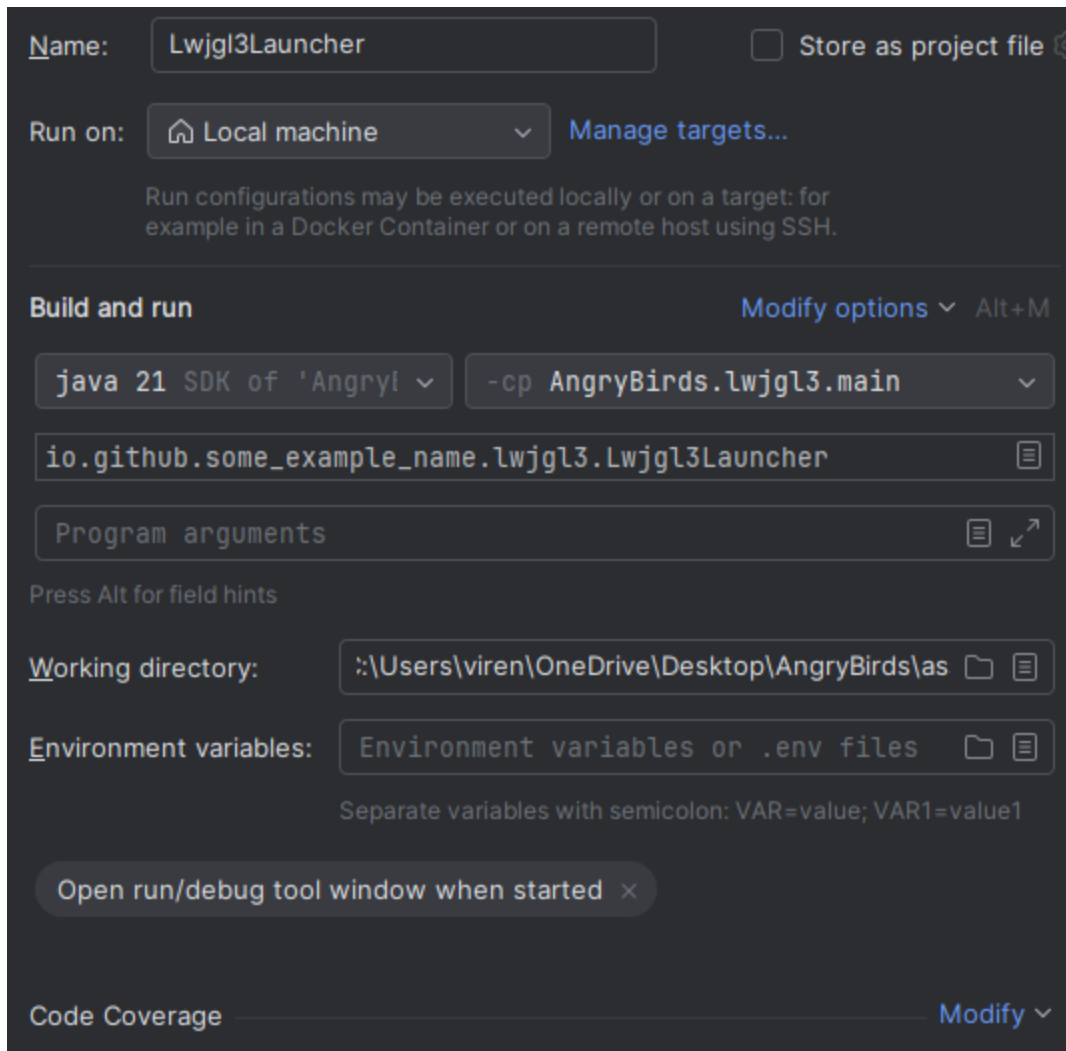 Name: Lwjgl3Launcher Store as project file
Run on: Local machine Manage targets...
Run configurations may be executed locally or on a target: for
example in a Docker Container or on a remote host using SSH.
Build and run Modify options Alt+M
java 21 SDK of 'Angry -cp AngryBirds.lwjgl3.main
io.github.some_example_name.lwjgl3.Lwjgl3Launcher
Program arguments
Press Alt for field hints
Working directory: :\Users\viren\OneDrive\Desktop\AngryBirds\as
Environment variables: Environment variables or .env files
Separate variables with semicolon: VAR=value; VAR1=value1
Open run/debug tool window when started ×
Code Coverage Modify